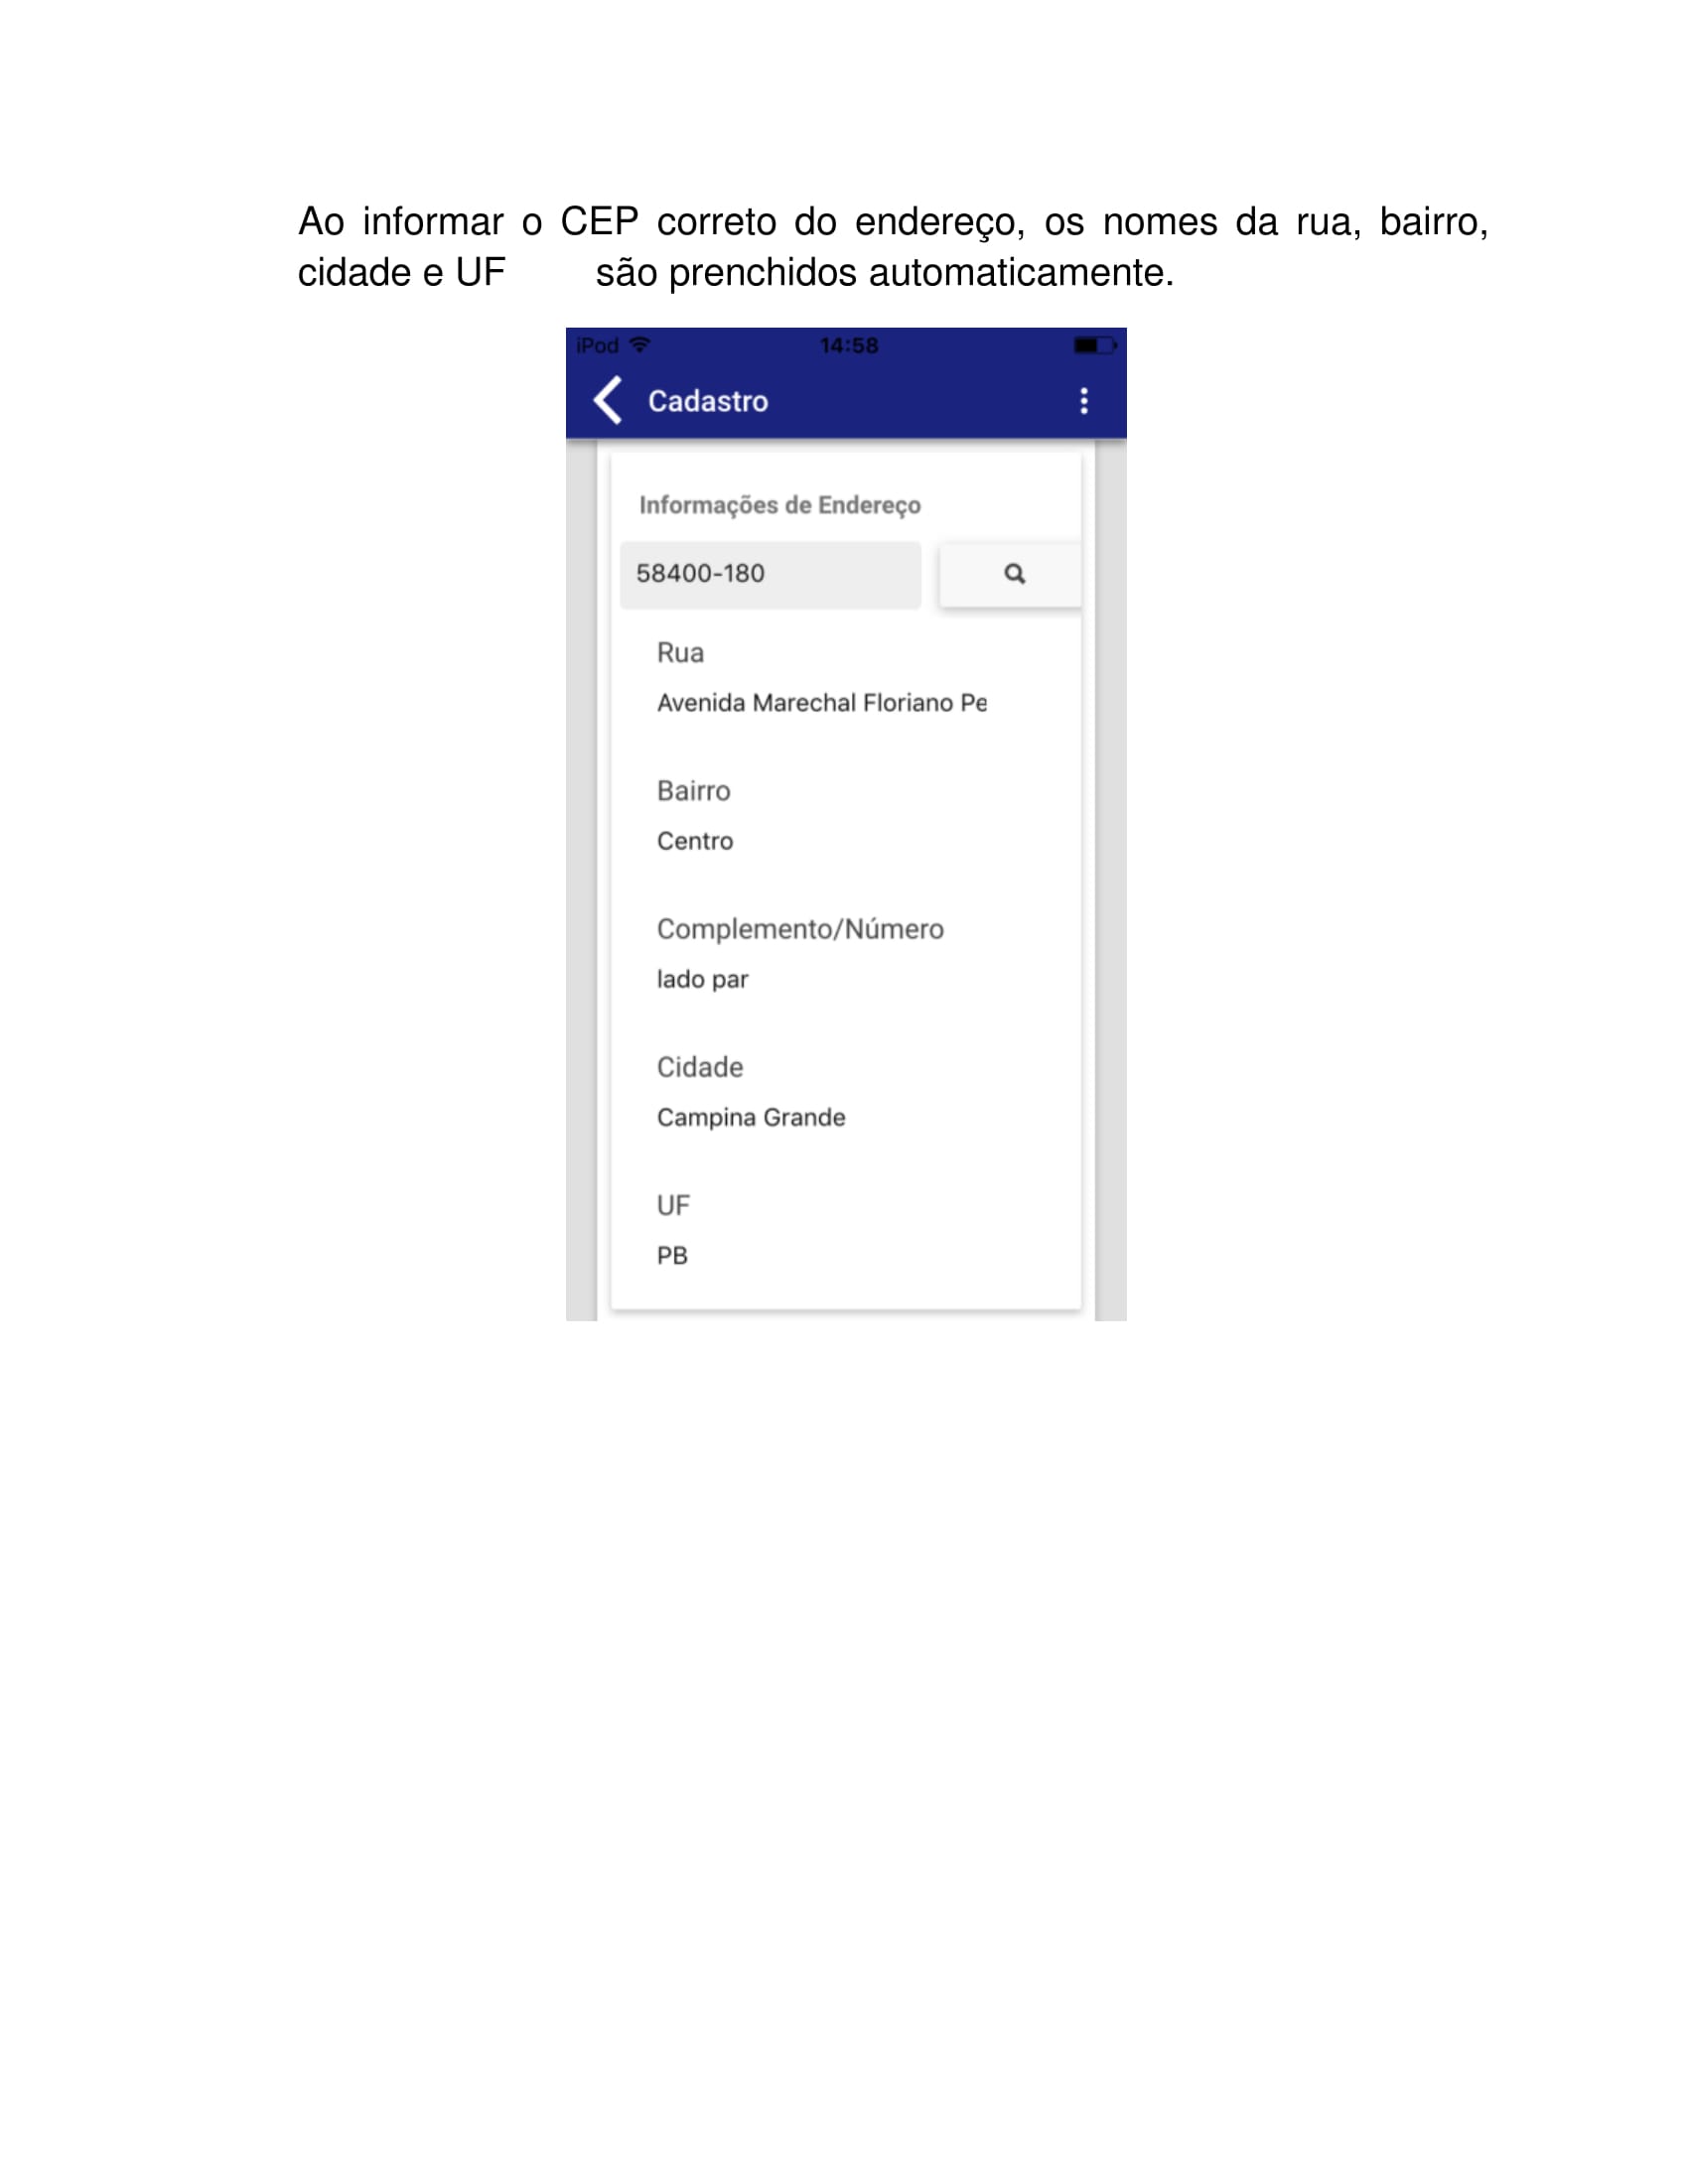 Ao informar o CEP correto do endereço, os nomes da rua, bairro,
cidade e UF são prenchidos automaticamente.
iPod 14:58
Cadastro
Informações de Endereço
58400-180
Rua
Avenida Marechal Floriano Pe
Bairro
Centro
Complemento/Número
lado par
Cidade
Campina Grande
UF
PB